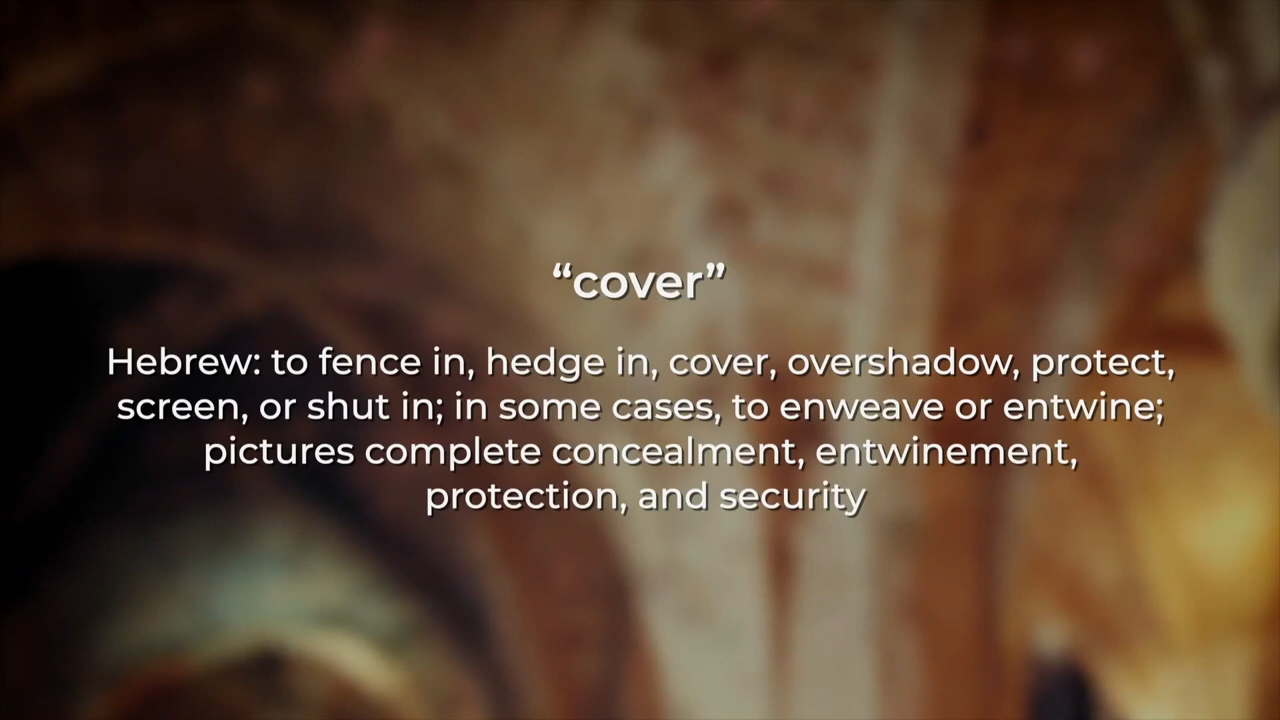 “cover”
Hebrew: to fence in, hedge in, cover, overshadow, protect,
screen, or shut in; in some cases, to enweave or entwine;
pictures complete concealment, entwinement,
protection, and security